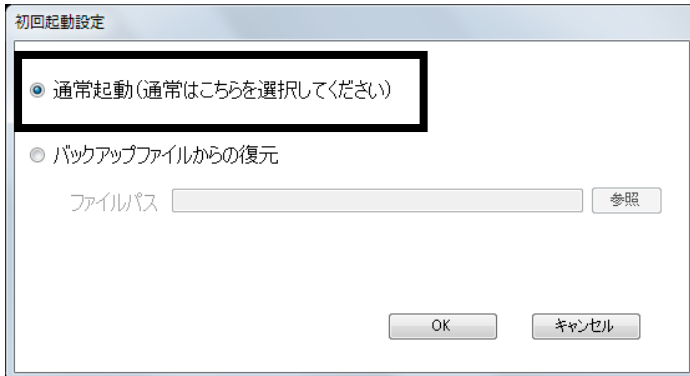 初回起動設定
通常起動(通常はこちらを選択してください)
バックアップファイルからの復元
ファイルパス 参照
OK キャンセル